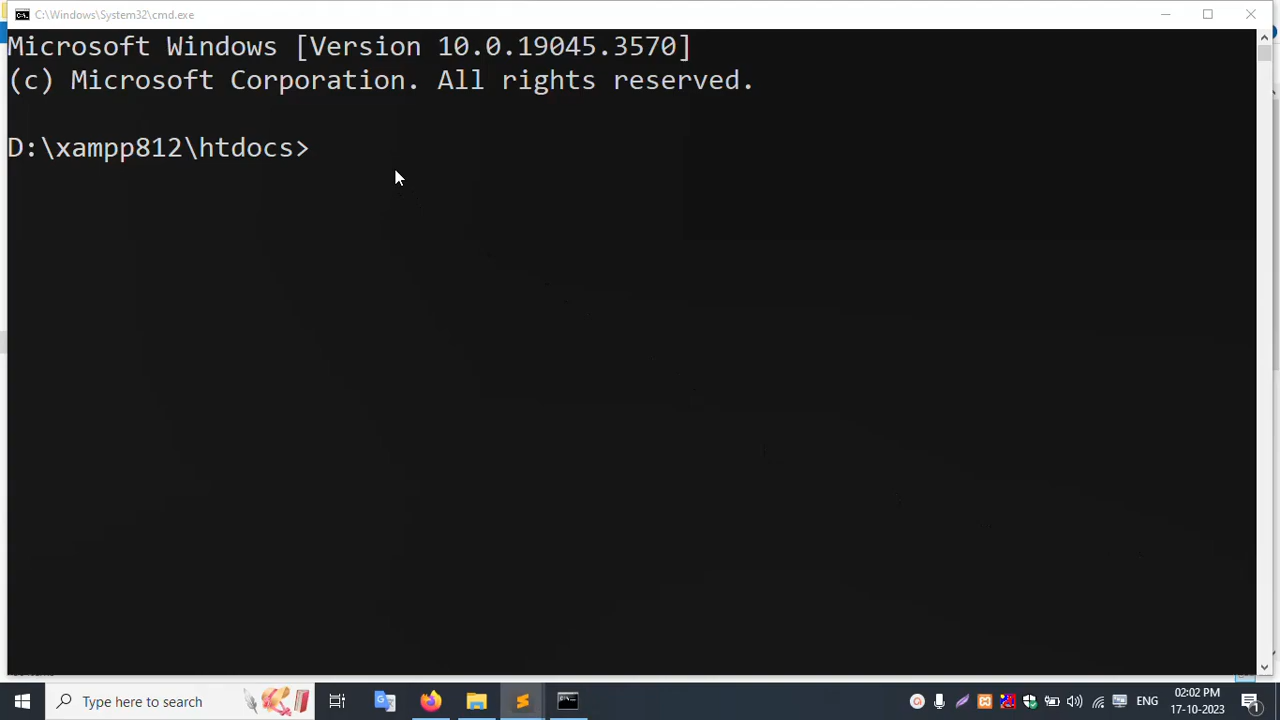 C:\Windows\System32\cmd.exe
Microsoft Windows [Version 10.0.19045.3570]
(c) Microsoft Corporation. All rights reserved.
D:\xampp812\htdocs>
Type here to search
ENG
02:02 PM
17-10-2023
1